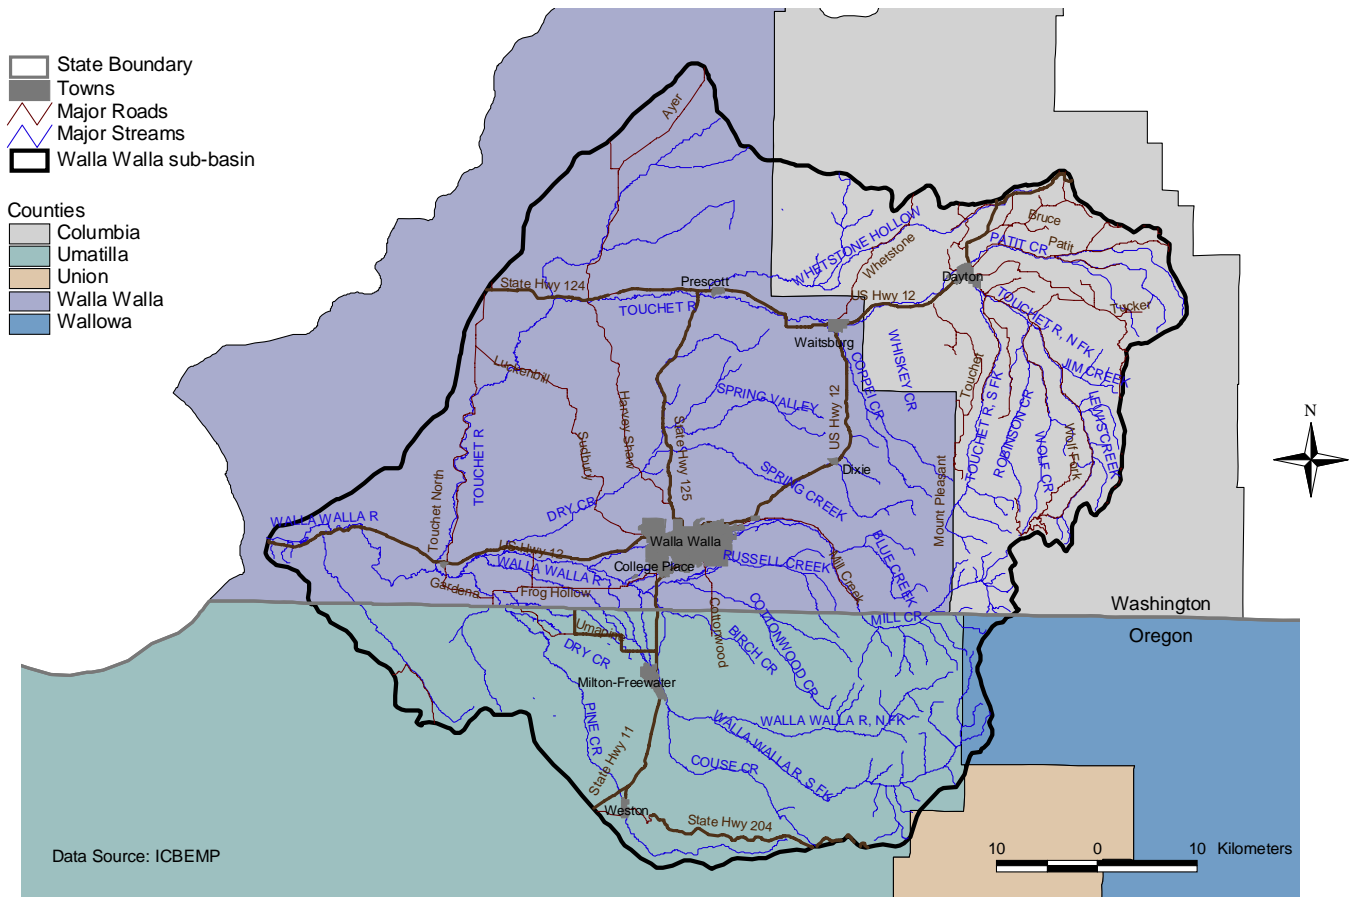 State Boundary
Towns
Major Roads
Major Streams
Walla Walla sub-basin
Counties
Columbia
Umatilla
Union
Walla Walla
Wallowa
Ayer
WHETSTONE HOLLOW
Whetstone
Bruce
Patit
PATIT CR
Dayton
Tucker
State Hwy 124
Prescott
TOUCHET R
US Hwy 12
Waitsburg
TOUCHET R, N FK
JIM CREEK
WHISKEY CR
COPPEI CR
Touchet
Luckenbill
SPRING VALLEY
Harvey Shaw
State Hwy 125
US Hwy 12
TOUCHET R, S FK
ROBINSON CR
WOLF CR
Wolf Fork
LEWIS CREEK
N
Sudbury
TOUCHET R
Touchet North
Dixie
SPRING CREEK
Mount Pleasant
DRY CR
WALLA WALLA R
Walla Walla
US Hwy 12
WALLA WALLA R
College Place
RUSSELL CREEK
Mill Creek
BLUE CREEK
Gardena
Frog Hollow
Cottonwood
COTTONWOOD CR
BIRCH CR
MILL CR
Washington
Oregon
Umapine
DRY CR
Milton-Freewater
PINE CR
WALLA WALLA R, N FK
WALLA WALLA R, S FK
COUSE CR
State Hwy 11
Weston
State Hwy 204
Data Source: ICBEMP
10 0 10 Kilometers